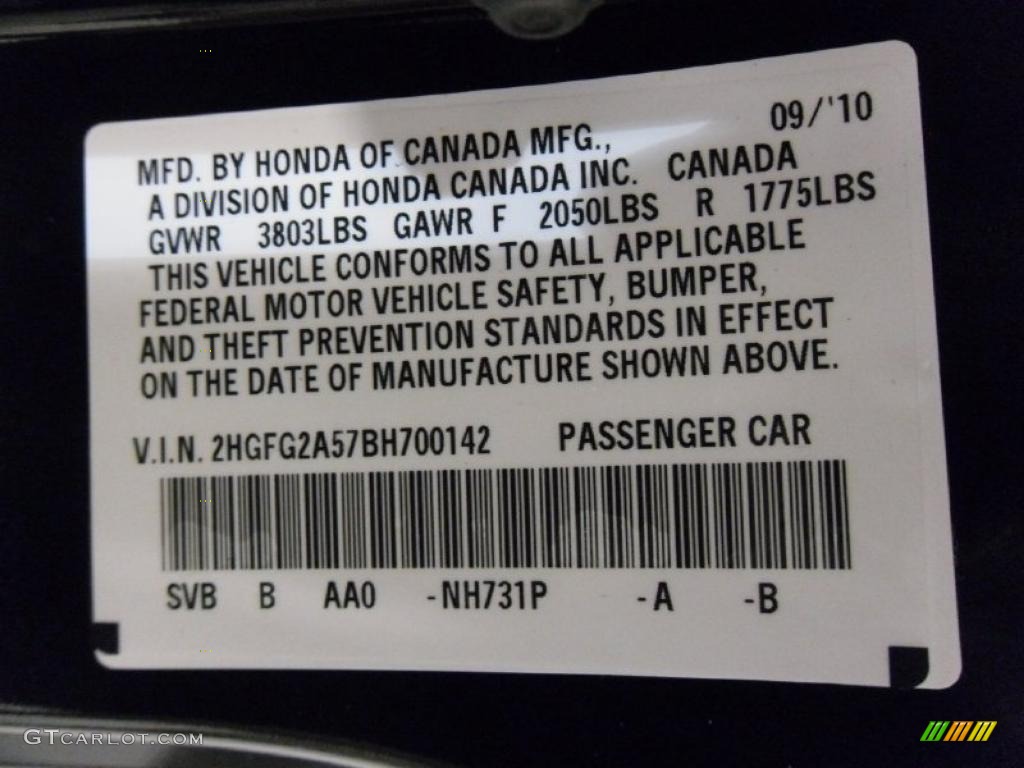 09/'10
MFD. BY HONDA OF CANADA MFG.,
A DIVISION OF HONDA CANADA INC. CANADA
GVWR 3803LBS GAWR F 2050LBS R 1775LBS
THIS VEHICLE CONFORMS TO ALL APPLICABLE
FEDERAL MOTOR VEHICLE SAFETY, BUMPER,
AND THEFT PREVENTION STANDARDS IN EFFECT
ON THE DATE OF MANUFACTURE SHOWN ABOVE.
V.I.N. 2HGFG2A57BH700142 PASSENGER CAR
SVB B AA0 -NH731P -A -B
GTCARLOT.COM